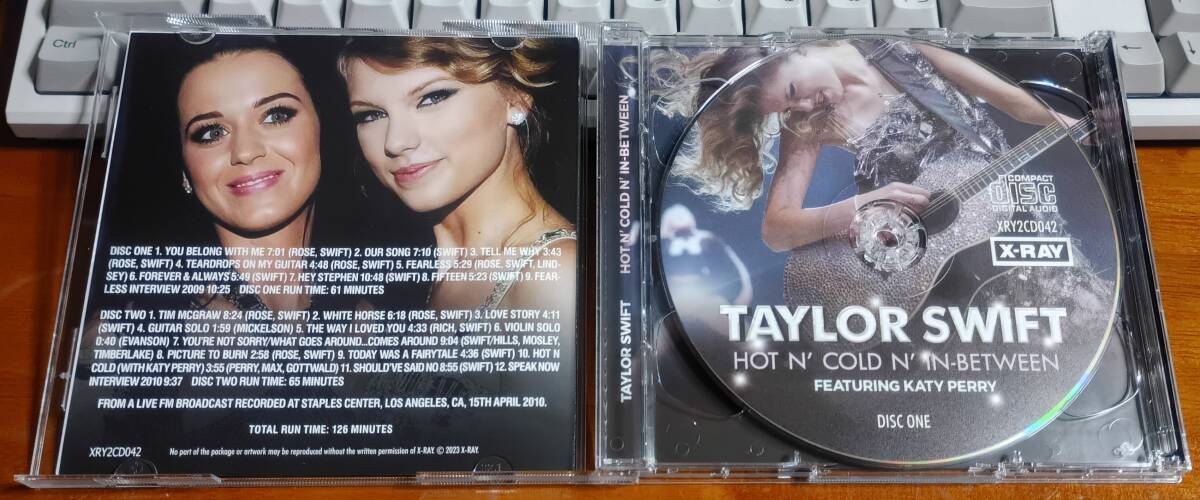 Ctrl
DISC ONE 1. YOU BELONG WITH ME 7:01 (ROSE, SWIFT) 2. OUR SONG 7:10 (SWIFT) 3. TELL ME WHY 3:43
(ROSE, SWIFT) 4. TEARDROPS ON MY GUITAR 4:48 (ROSE, SWIFT) 5. FEARLESS 5:29 (ROSE, SWIFT, LIND-
SEY) 6. FOREVER & ALWAYS 5:49 (SWIFT) 7. HEY STEPHEN 10:48 (SWIFT) 8. FIFTEEN 5:23 (SWIFT) 9. FEAR-
LESS INTERVIEW 2009 10:25 DISC ONE RUN TIME: 61 MINUTES
DISC TWO 1. TIM MCGRAW 8:24 (ROSE, SWIFT) 2. WHITE HORSE 6:18 (ROSE, SWIFT) 3. LOVE STORY 4:11
(SWIFT) 4. GUITAR SOLO 1:59 (MICKELSON) 5. THE WAY I LOVED YOU 4:33 (RICH, SWIFT) 6. VIOLIN SOLO
0:40 (EVANSON) 7. YOU'RE NOT SORRY/WHAT GOES AROUND...COMES AROUND 9:04 (SWIFT/HILLS, MOSLEY,
TIMBERLAKE) 8. PICTURE TO BURN 2:58 (ROSE, SWIFT) 9. TODAY WAS A FAIRYTALE 4:36 (SWIFT) 10. HOT N
COLD (WITH KATY PERRY) 3:55 (PERRY, MAX, GOTTWALD) 11. SHOULD'VE SAID NO 8:55 (SWIFT) 12. SPEAK NOW
INTERVIEW 2010 9:37 DISC TWO RUN TIME: 65 MINUTES
FROM A LIVE FM BROADCAST RECORDED AT STAPLES CENTER, LOS ANGELES, CA, 15TH APRIL 2010.
TOTAL RUN TIME: 126 MINUTES
XRY2CD042
No part of the package or artwork may be reproduced without the written permission of X-RAY. © 2023 X-RAY.
TAYLOR SWIFT HOT N' COLD N' IN-BETWEEN
COMPACT
disc
DIGITAL AUDIO
XRY2CD042
X-RAY
TAYLOR SWIFT
HOT N' COLD N' IN-BETWEEN
FEATURING KATY PERRY
DISC ONE